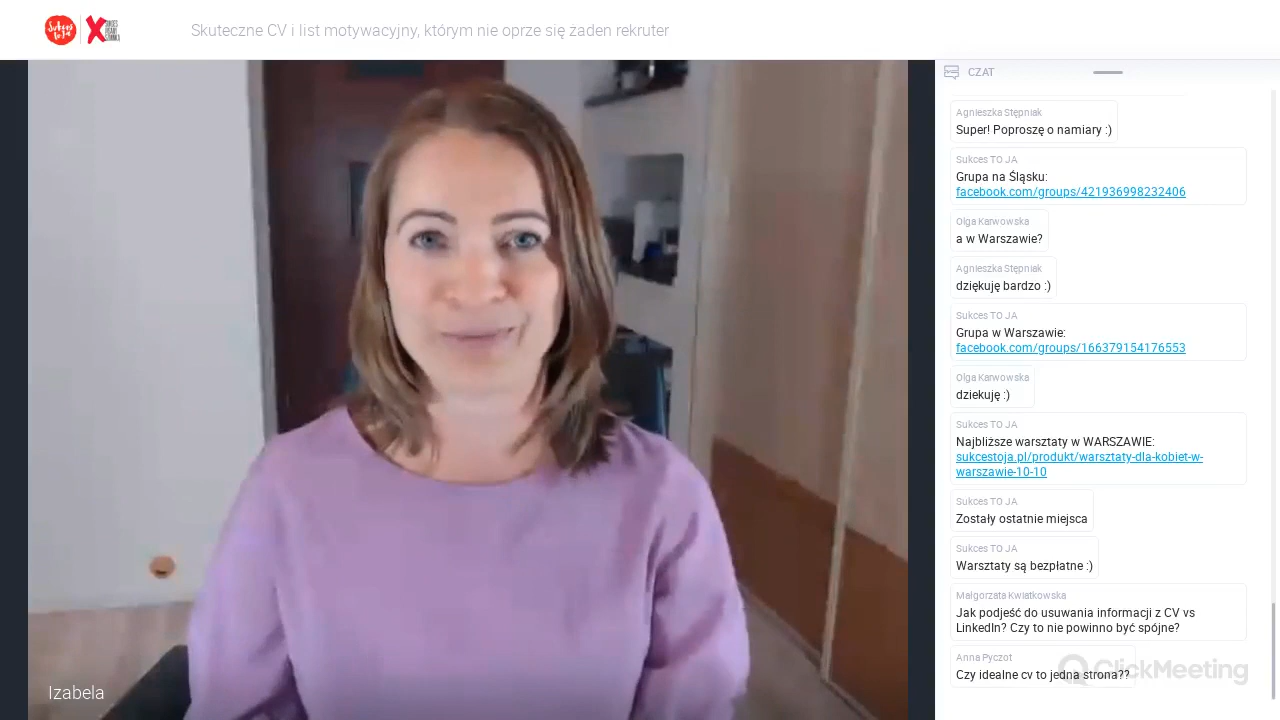 Sukces
to Ja
Skuteczne CV i list motywacyjny, którym nie oprze się żaden rekruter
CZAT
Agnieszka Stępniak
Super! Poproszę o namiary :)
Sukces TO JA
Grupa na Śląsku:
facebook.com/groups/421936998232406
Olga Karwowska
a w Warszawie?
Agnieszka Stępniak
dziękuję bardzo :)
Sukces TO JA
Grupa w Warszawie:
facebook.com/groups/166379154176553
Olga Karwowska
dziekuję :)
Sukces TO JA
Najbliższe warsztaty w WARSZAWIE:
sukcestoja.pl/produkt/warsztaty-dla-kobiet-w-
warszawie-10-10
Sukces TO JA
Zostały ostatnie miejsca
Sukces TO JA
Warsztaty są bezpłatne :)
Małgorzata Kwiatkowska
Jak podjeść do usuwania informacji z CV vs
LinkedIn? Czy to nie powinno być spójne?
Anna Pyczot
Czy idealne cv to jedna strona??
ClickMeeting
Izabela